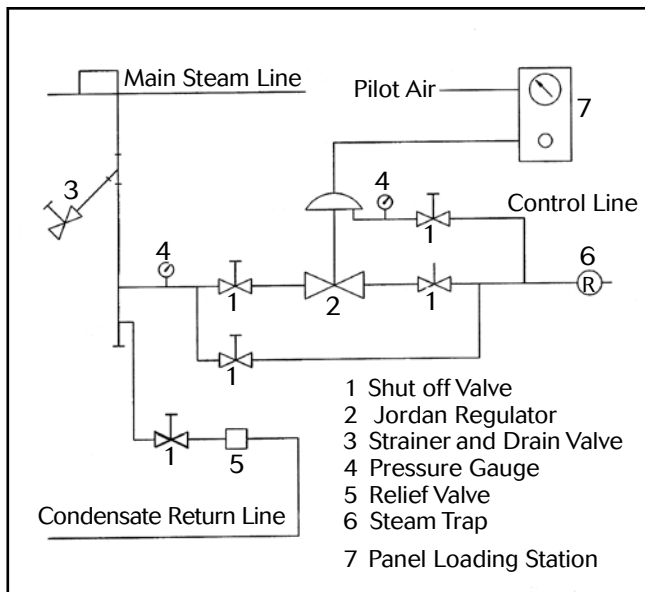 Main Steam Line
Pilot Air
7
3
4
Control Line
1
4
6
R
1
2
1
1
1
5
Condensate Return Line
1 Shut off Valve
2 Jordan Regulator
3 Strainer and Drain Valve
4 Pressure Gauge
5 Relief Valve
6 Steam Trap
7 Panel Loading Station